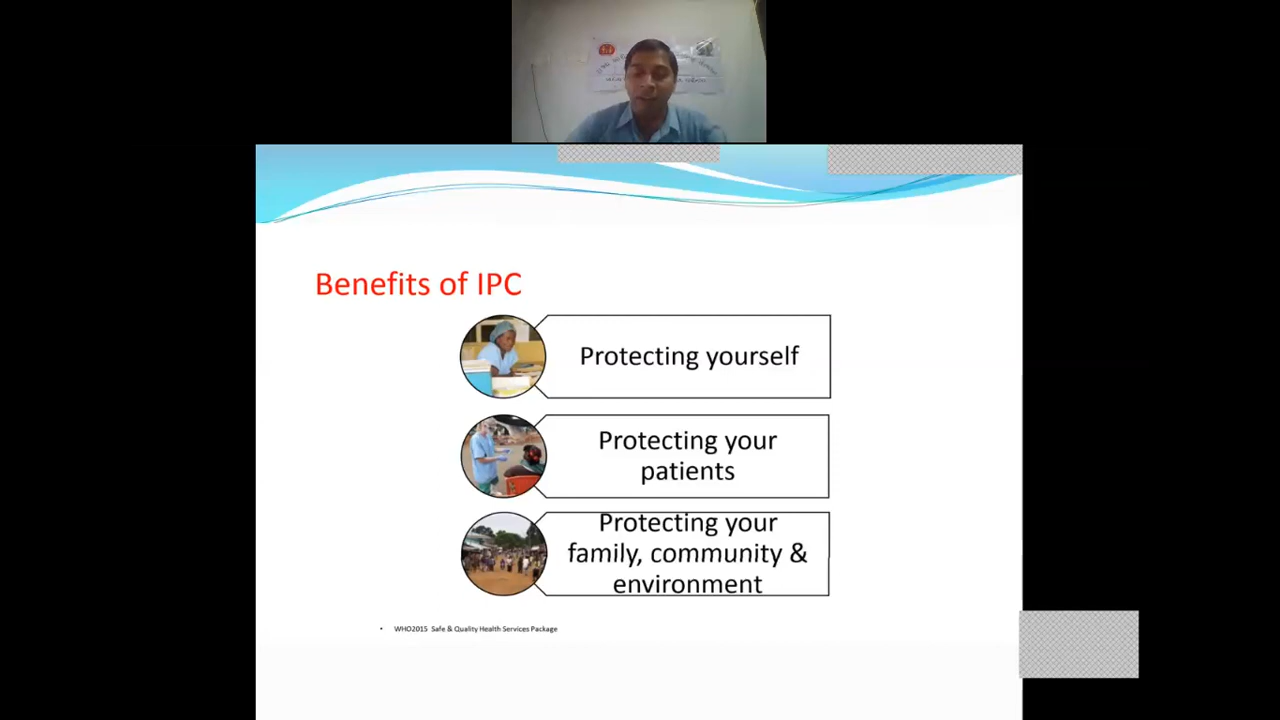 Benefits of IPC
Protecting yourself
Protecting your
patients
Protecting your
family, community &
environment
• WHO2015 Safe & Quality Health Services Package